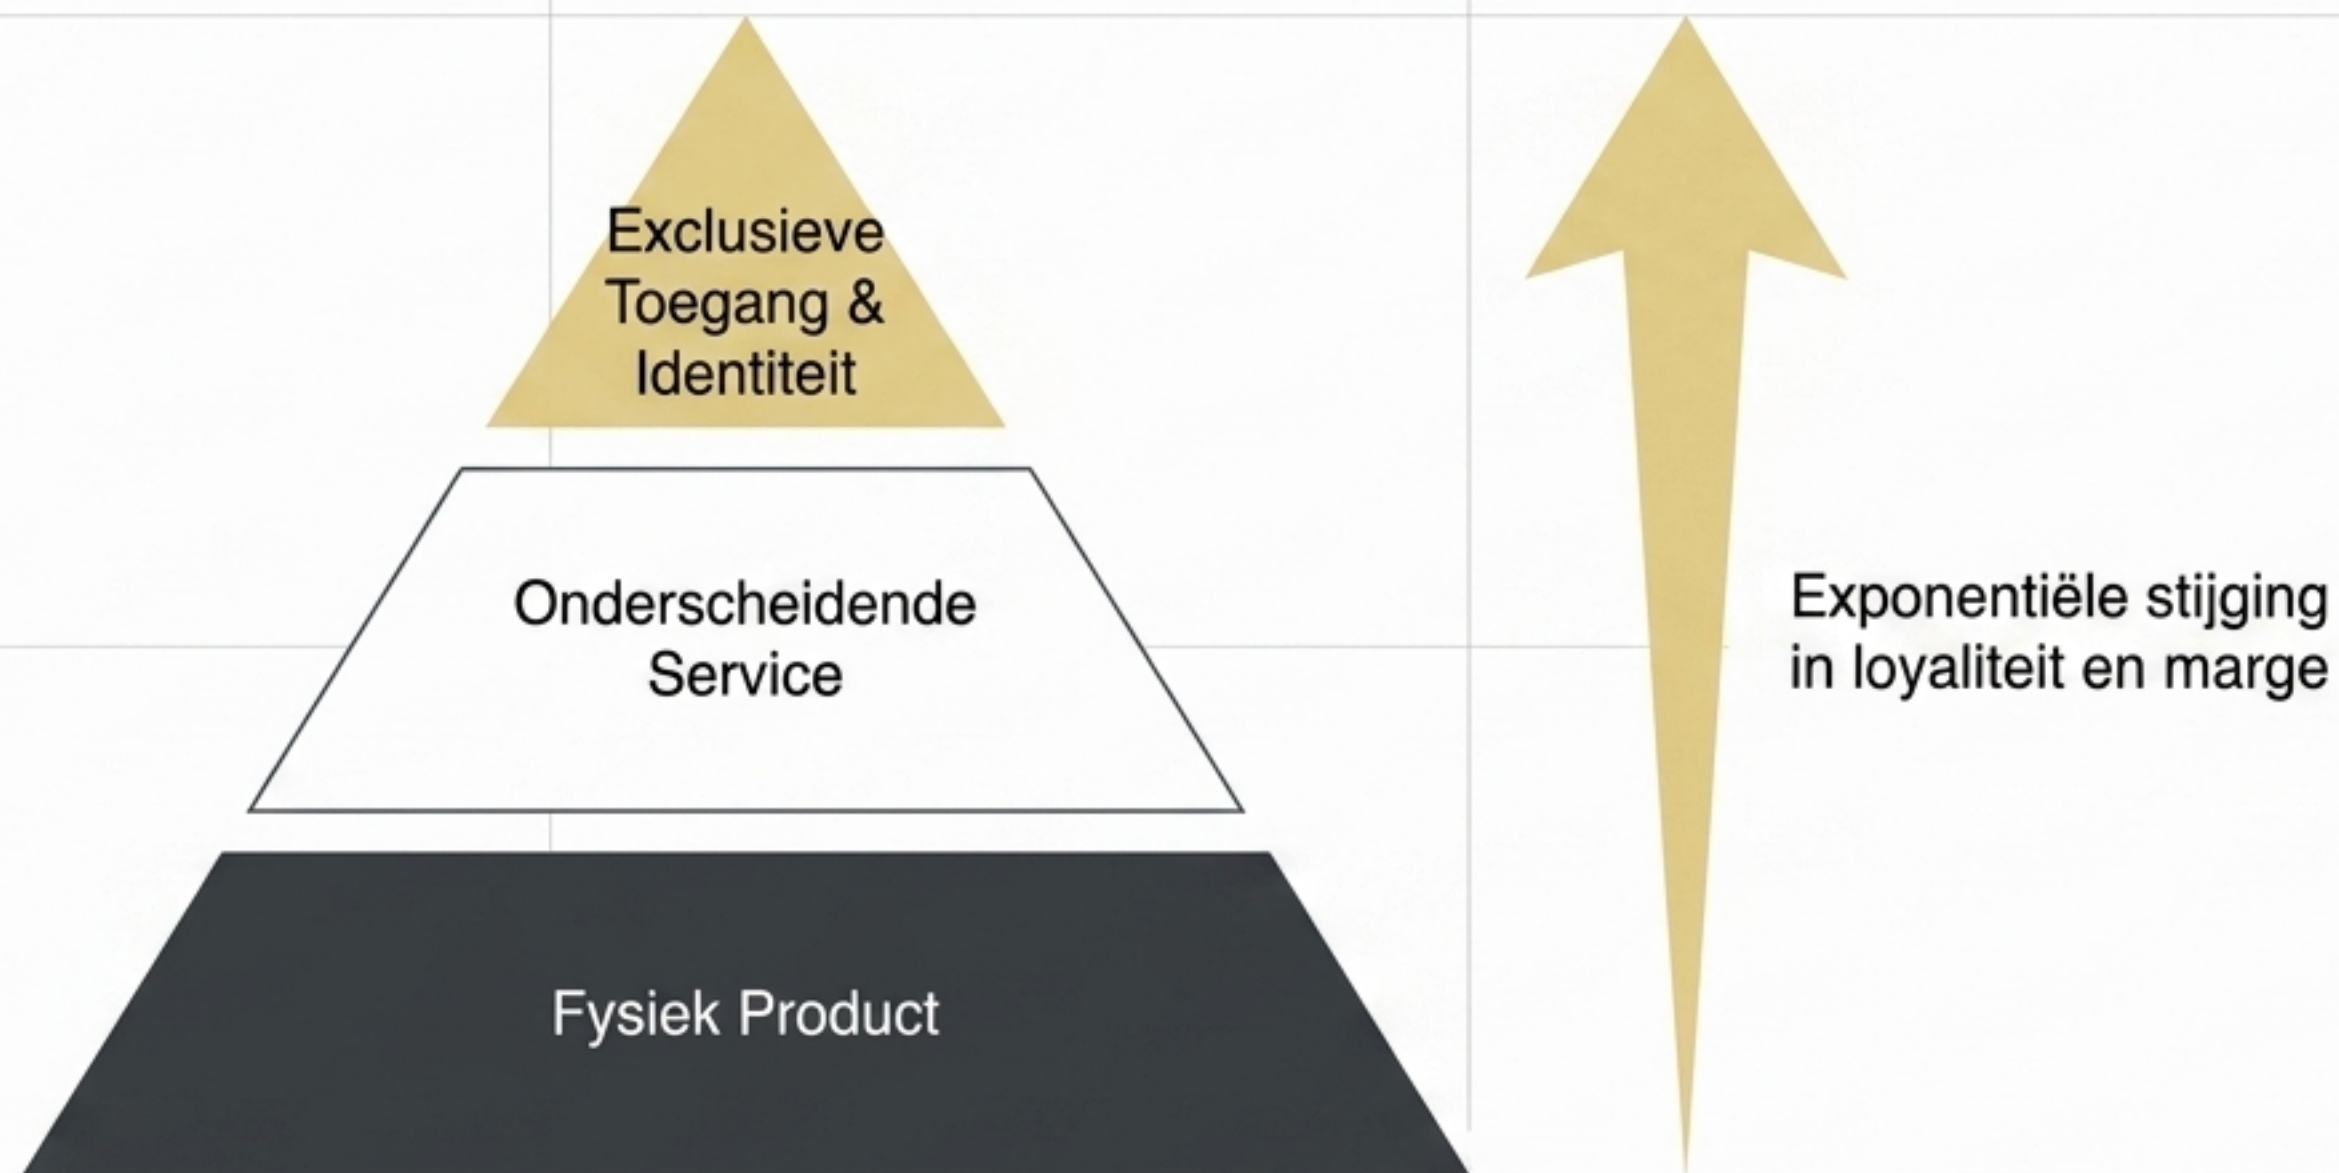 Exclusieve
Toegang &
Identiteit
Onderscheidende
Service
Exponentiële stijging
in loyaliteit en marge
Fysiek Product